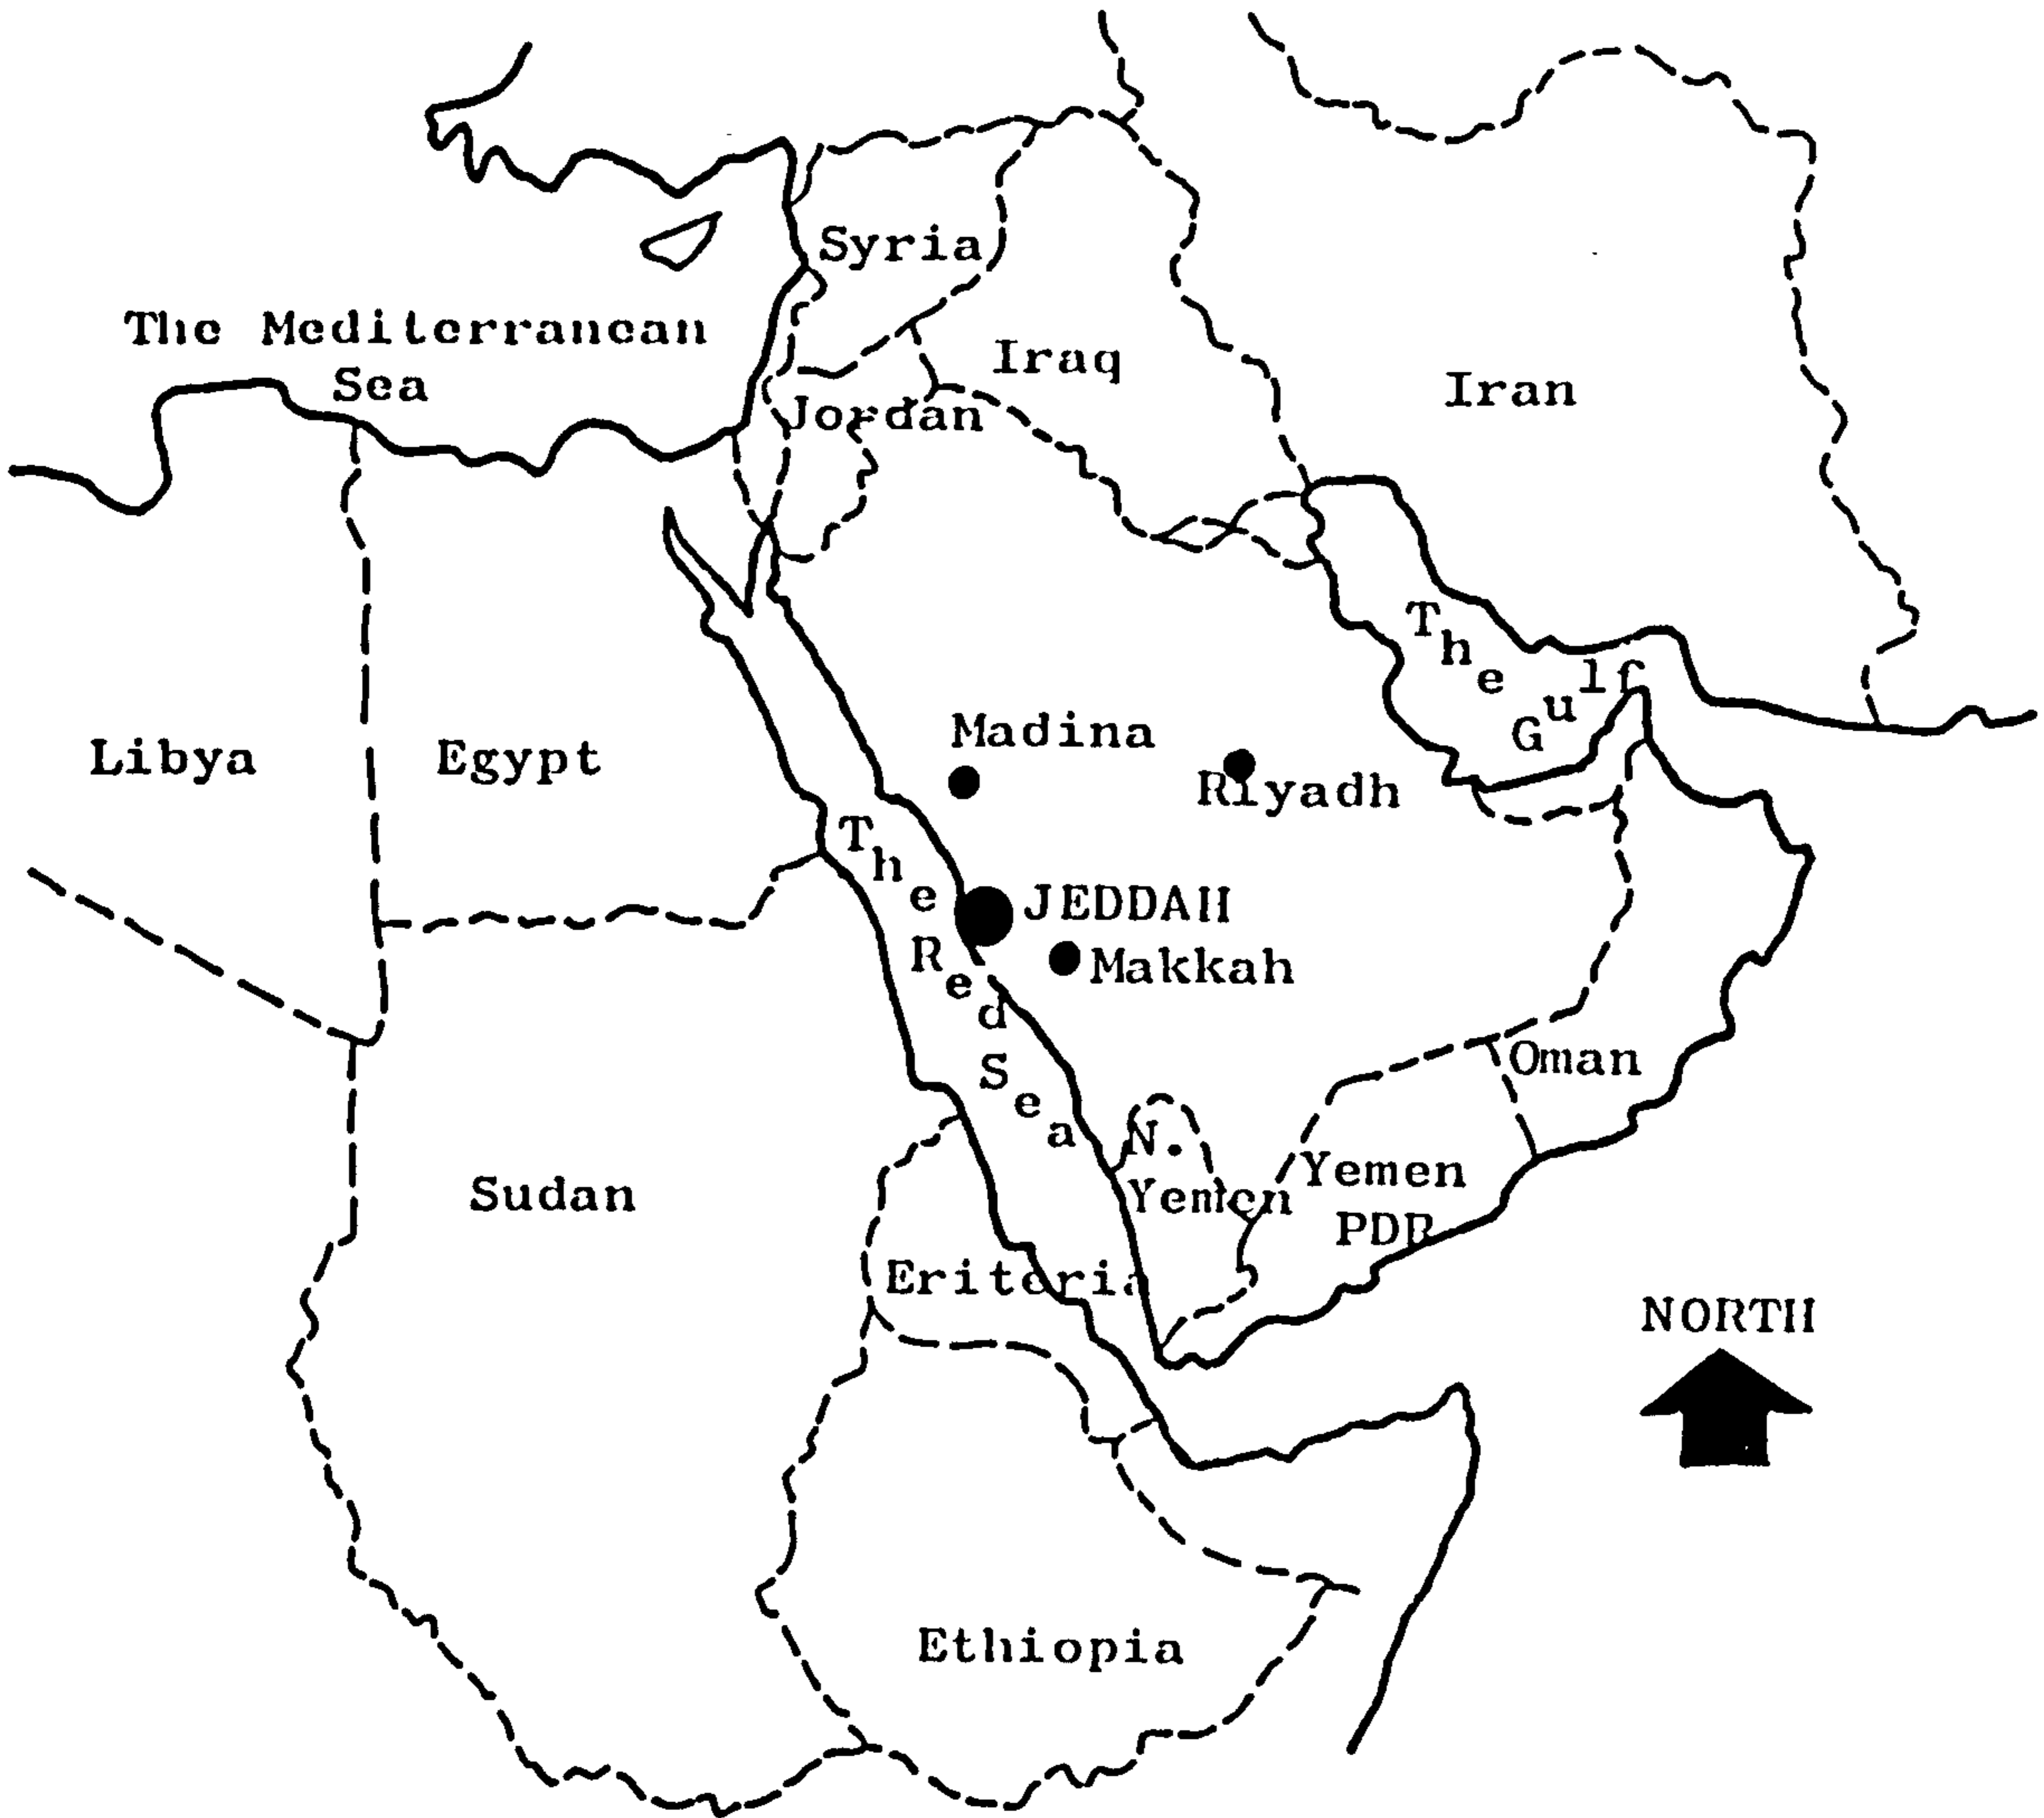 Syria
The Mediterranean
Sea
Iraq
Iran
Jordan
The Gulf
Madina
Libya
Egypt
Riyadh
The Red Sea
JEDDAH
Makkah
Oman
N.
Yemen
Yemen
PDR
Sudan
Eriteria
NORTH
Ethiopia